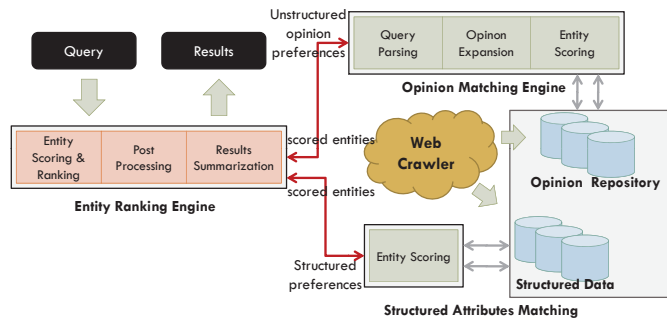 Query
Results
Unstructured
opinion
preferences
Query
Parsing
Opinon
Expansion
Entity
Scoring
Opinion Matching Engine
Entity
Scoring &
Ranking
Post
Processing
Results
Summarization
Entity Ranking Engine
scored entities
scored entities
Web
Crawler
Opinion Repository
Structured
preferences
Entity Scoring
Structured Data
Structured Attributes Matching